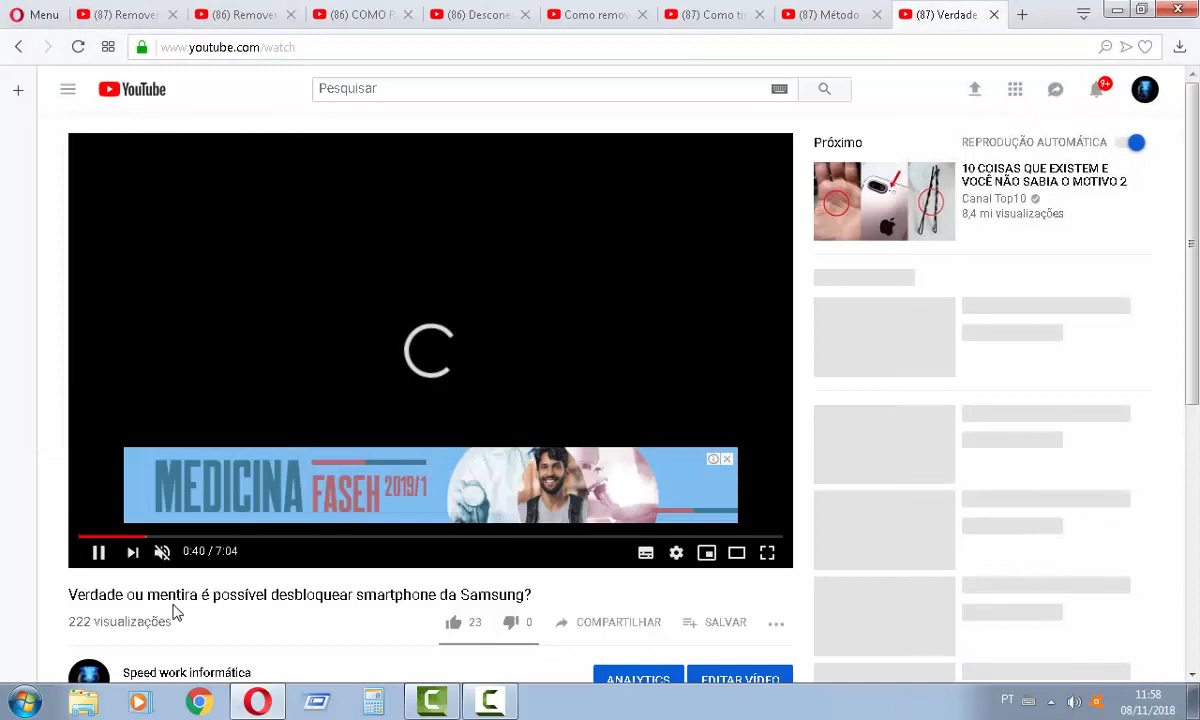 Menu
(87) Remover
(86) Remove
(86) COMO R
(86) Descone
Como remov
(87) Como ti
(87) Método
(87) Verdade
www.youtube.com/watch
YouTube
Pesquisar
9+
MEDICINA FASEH 2019/1
0:40 / 7:04
Verdade ou mentira é possível desbloquear smartphone da Samsung?
222 visualizações
23
0
COMPARTILHAR
SALVAR
Speed work informática
ANALYTICS
EDITAR VÍDEO
Próximo
REPRODUÇÃO AUTOMÁTICA
10 COISAS QUE EXISTEM E
VOCÊ NÃO SABIA O MOTIVO 2
Canal Top10
8,4 mi visualizações
PT
11:58
08/11/2018